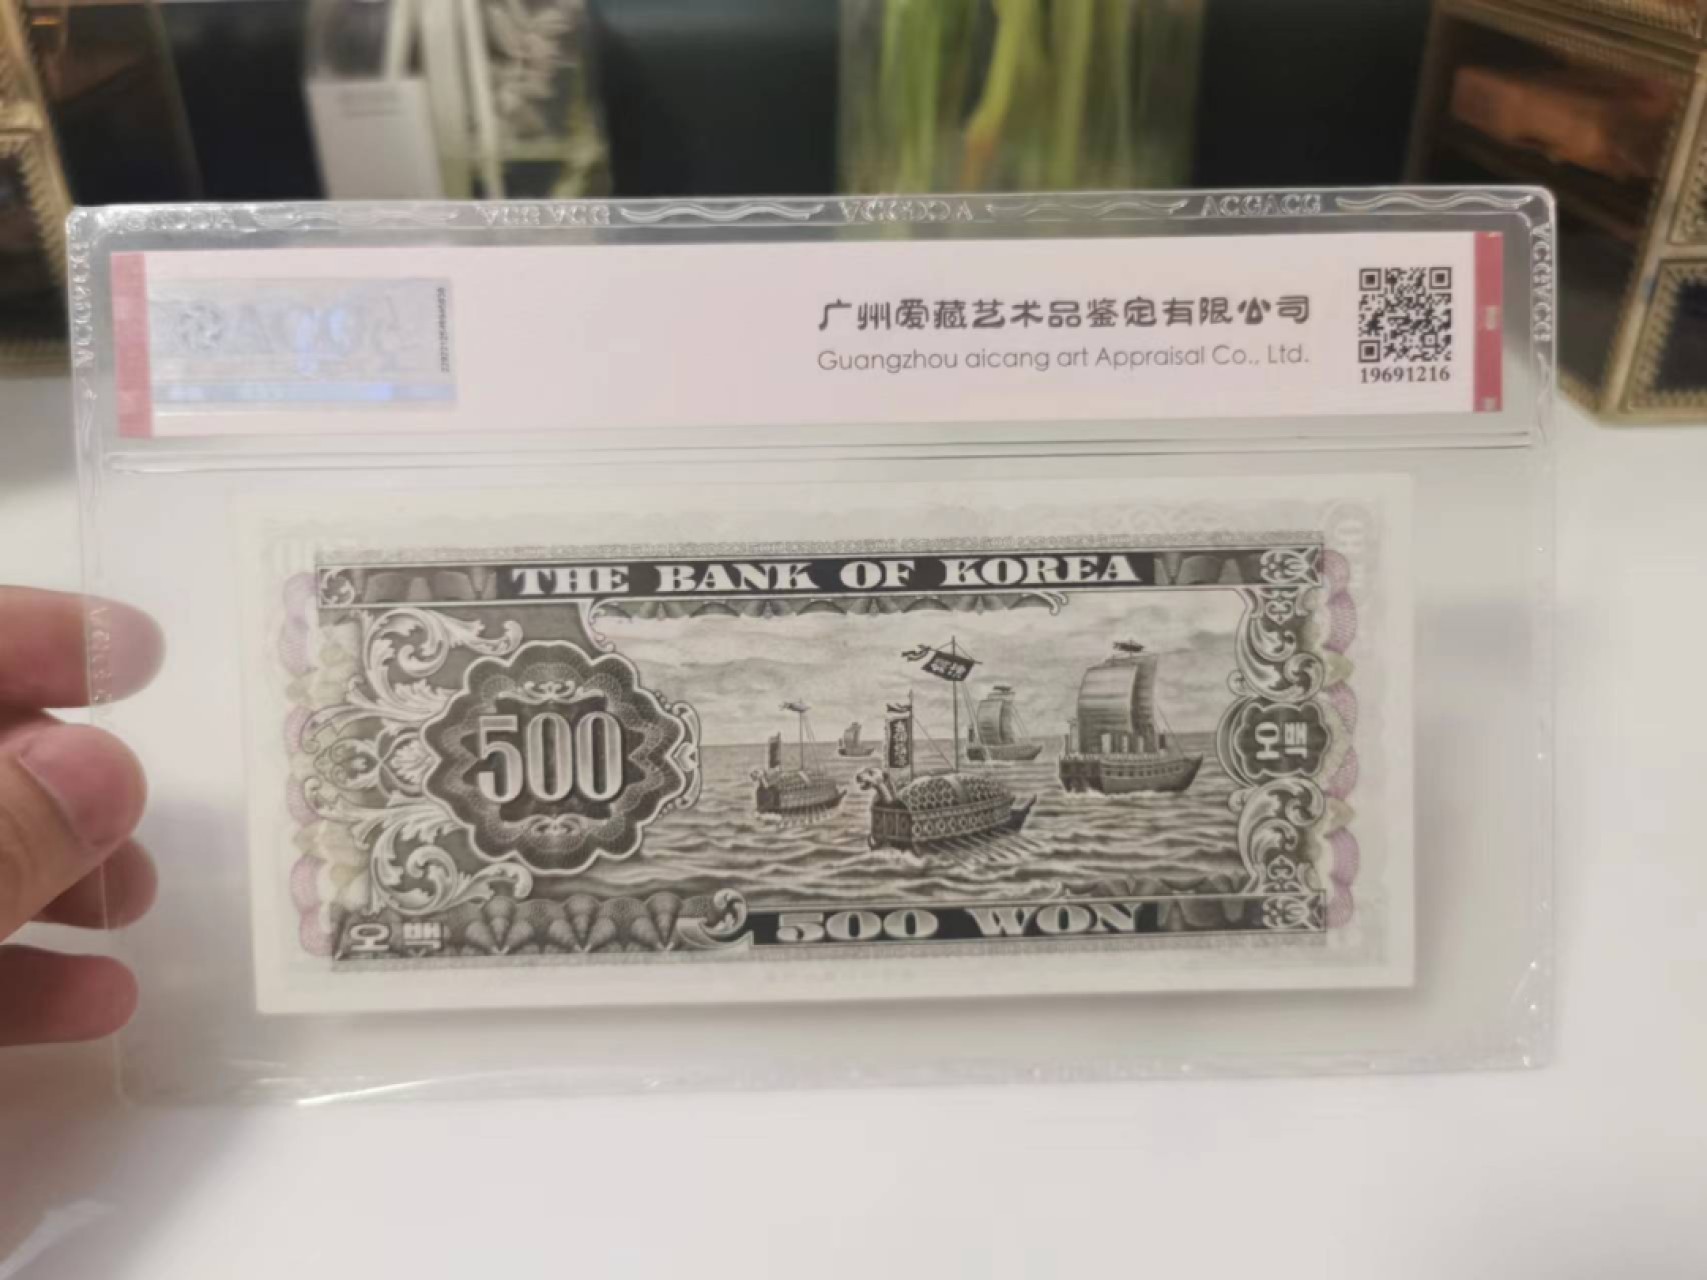 ACGACG
广州爱藏艺术品鉴定有限公司
Guangzhou aicang art Appraisal Co., Ltd.
19691216
THE BANK OF KOREA
500
오백
오백
500 WON